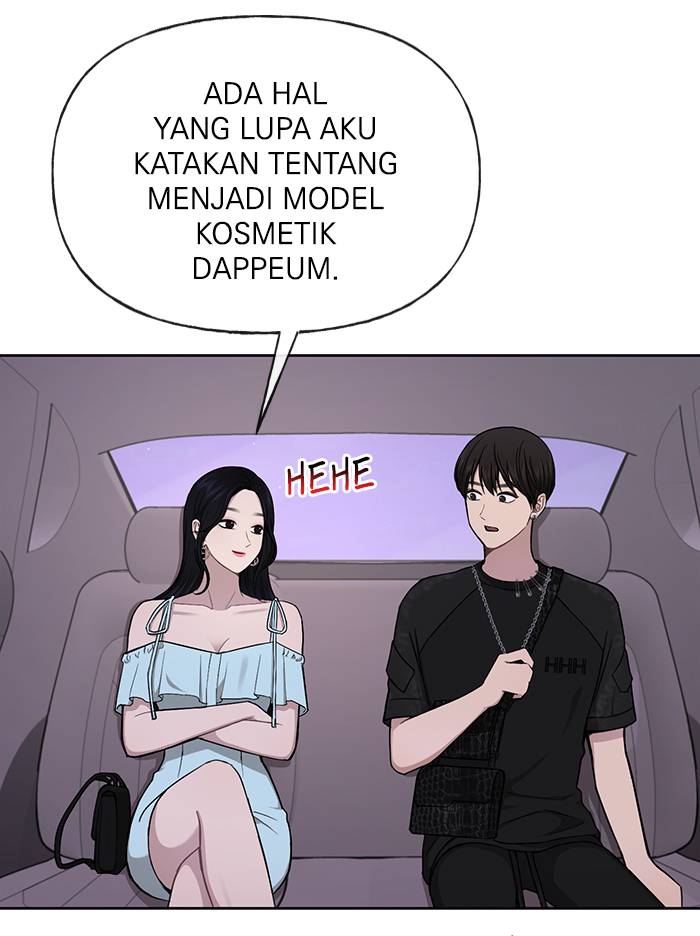 ADA HAL
YANG LUPA AKU
KATAKAN TENTANG
MENJADI MODEL
KOSMETIK
DAPPEUM.
HEHE
HHH